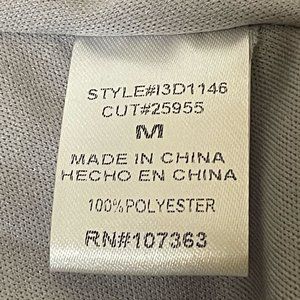 STYLE#I3D1146
CUT#25955
M
MADE IN CHINA
HECHO EN CHINA
100%POLYESTER
RN#107363